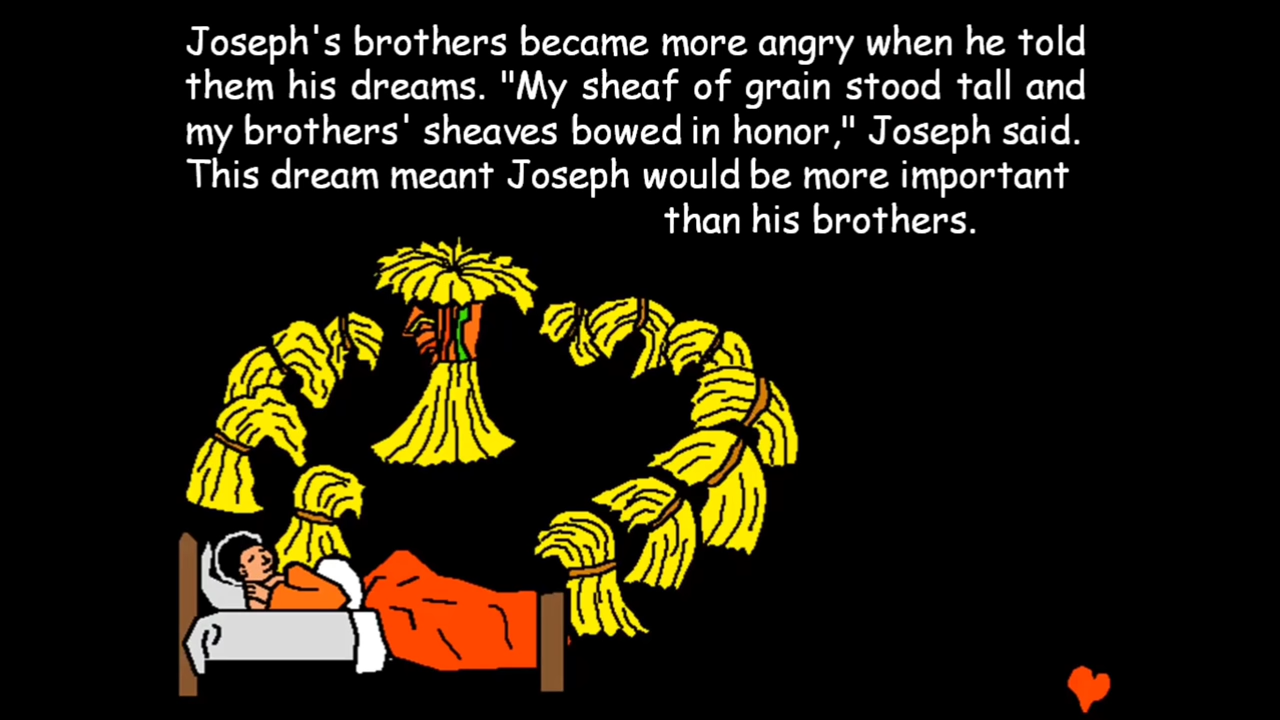 Joseph's brothers became more angry when he told
them his dreams. "My sheaf of grain stood tall and
my brothers' sheaves bowed in honor," Joseph said.
This dream meant Joseph would be more important
than his brothers.